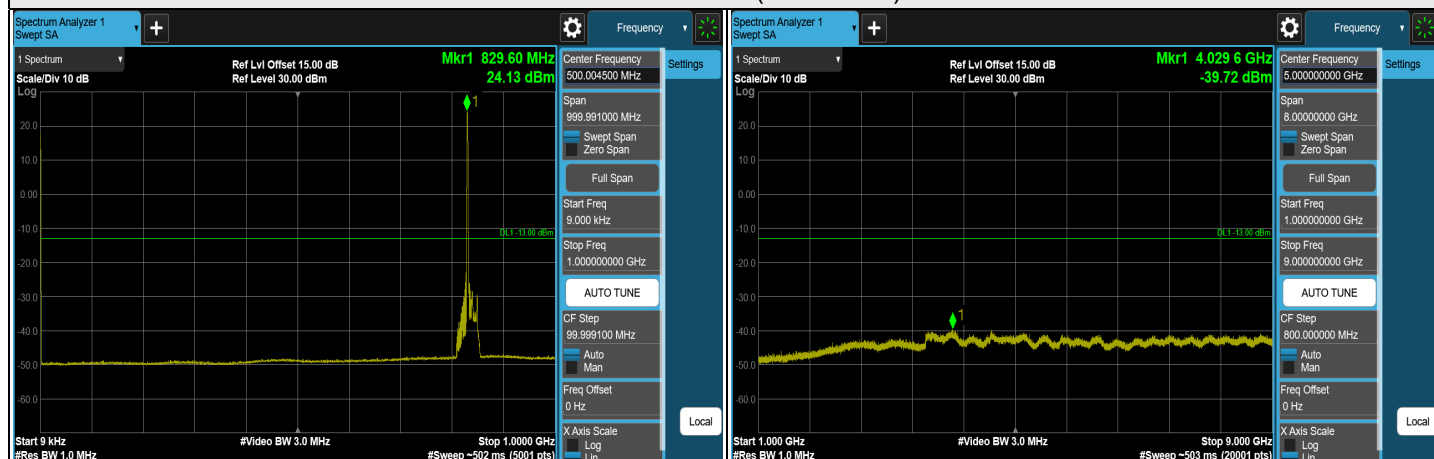 Spectrum Analyzer 1
Swept SA
+
Frequency
1 Spectrum
Scale/Div 10 dB
Log
Ref Lvl Offset 15.00 dB
Ref Level 30.00 dBm
Mkr1 829.60 MHz
24.13 dBm
1
20.0
10.0
0.00
-10.0
-20.0
-30.0
-40.0
-50.0
-60.0
DL1 -13.00 dBm
Start 9 kHz
#Res BW 1.0 MHz
#Video BW 3.0 MHz
Stop 1.0000 GHz
#Sweep ~502 ms (5001 pts)
Center Frequency
500.004500 MHz
Settings
Span
999.991000 MHz
Swept Span
Zero Span
Full Span
Start Freq
9.000 kHz
Stop Freq
1.000000000 GHz
AUTO TUNE
CF Step
99.999100 MHz
Auto
Man
Freq Offset
0 Hz
X Axis Scale
Log
Lin
Local
Spectrum Analyzer 1
Swept SA
+
Frequency
1 Spectrum
Scale/Div 10 dB
Log
Ref Lvl Offset 15.00 dB
Ref Level 30.00 dBm
Mkr1 4.029 6 GHz
-39.72 dBm
1
20.0
10.0
0.00
-10.0
-20.0
-30.0
-40.0
-50.0
-60.0
DL1 -13.00 dBm
Start 1.000 GHz
#Res BW 1.0 MHz
#Video BW 3.0 MHz
Stop 9.000 GHz
#Sweep ~503 ms (20001 pts)
Center Frequency
5.000000000 GHz
Settings
Span
8.00000000 GHz
Swept Span
Zero Span
Full Span
Start Freq
1.000000000 GHz
Stop Freq
9.000000000 GHz
AUTO TUNE
CF Step
800.000000 MHz
Auto
Man
Freq Offset
0 Hz
X Axis Scale
Log
Lin
Local